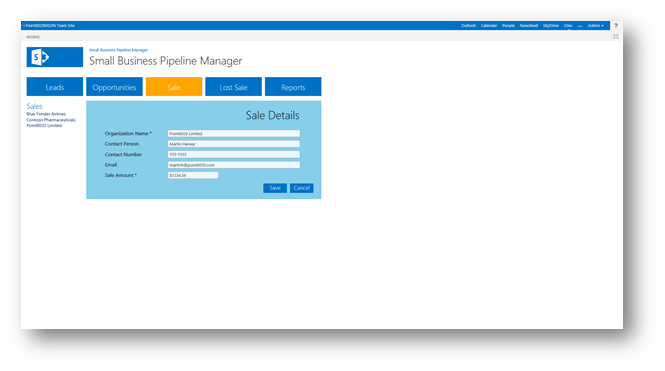 Point8020MSDN Team Site
Outlook Calendar People Newsfeed SkyDrive Sites ... Admin ?
BROWSE
Small Business Pipeline Manager
Small Business Pipeline Manager
Leads Opportunities Sale Lost Sale Reports
Sales
Blue Yonder Airlines
Contoso Pharmaceuticals
Point8020 Limited
Sale Details
Organization Name * Point8020 Limited
Contact Person Martin Harwar
Contact Number 555-5555
Email martinh@point8020.com
Sale Amount * $1234.56
Save Cancel